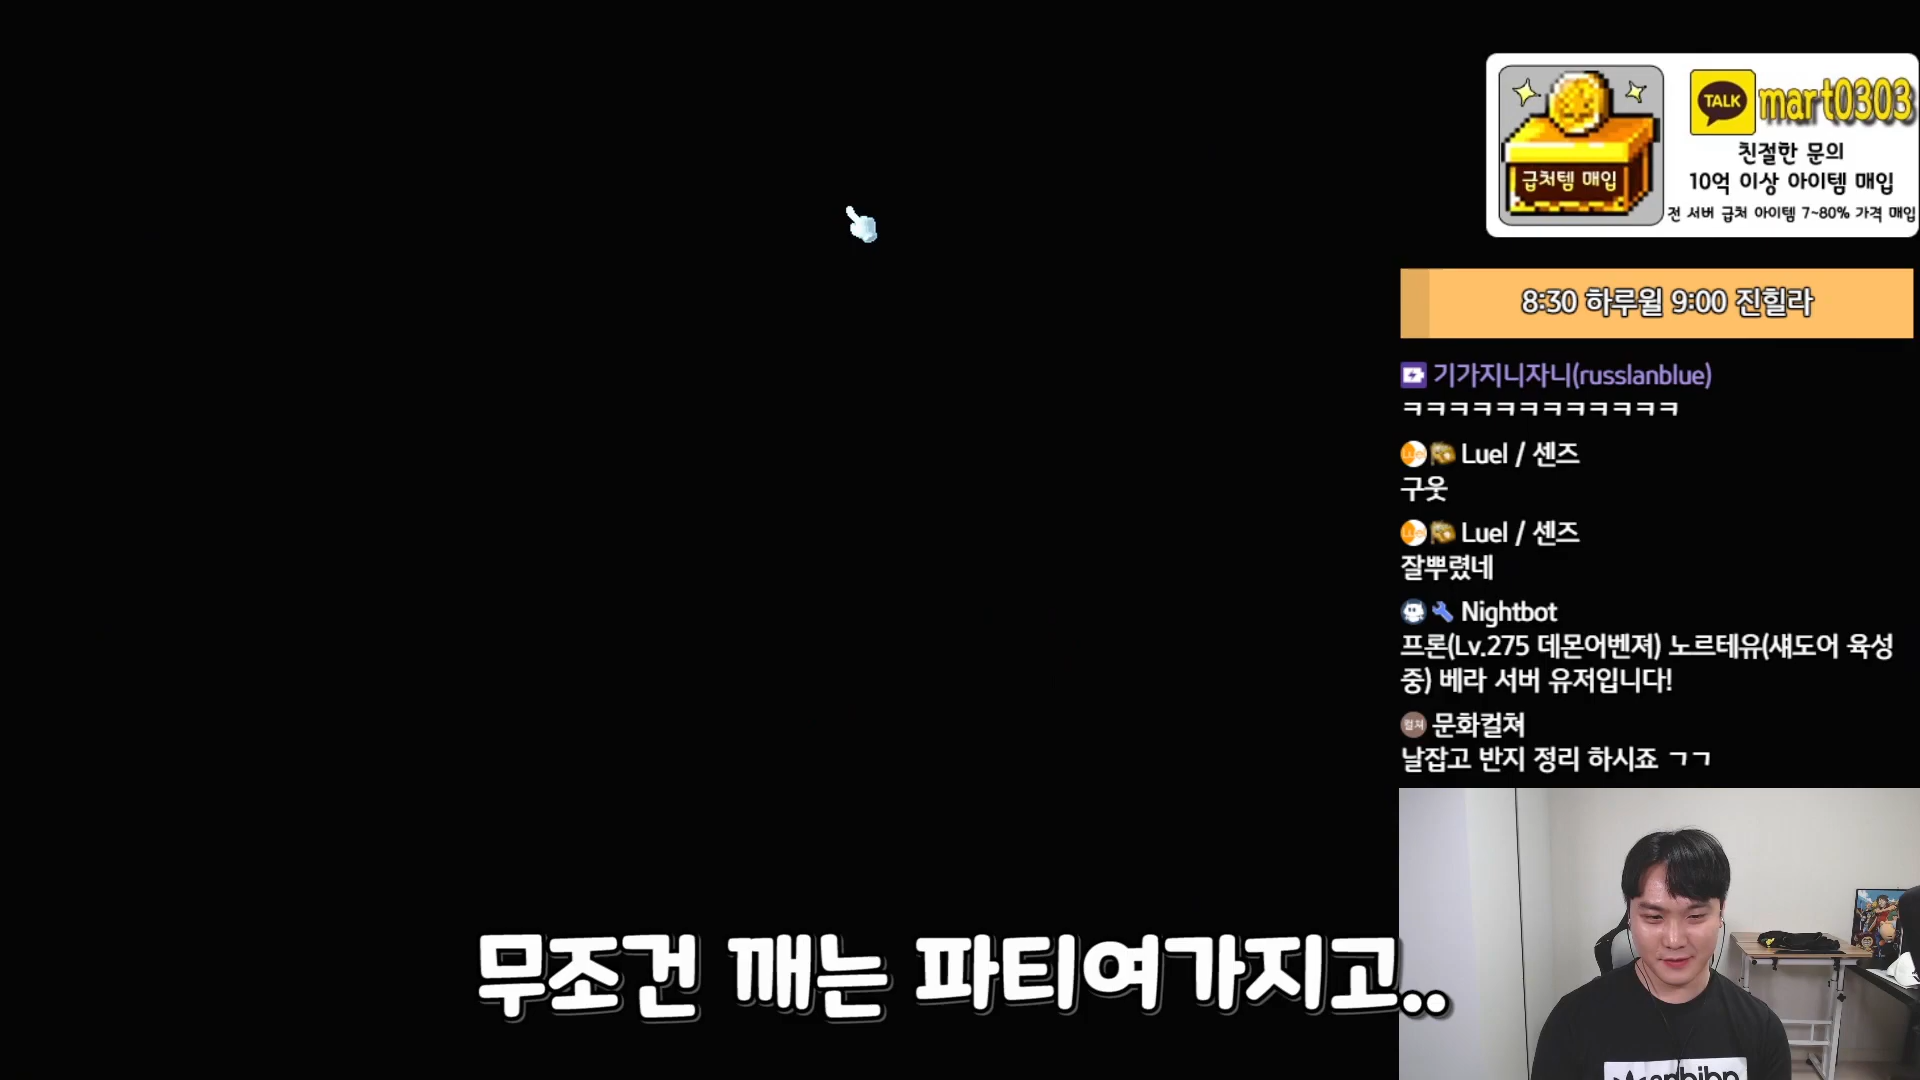 TALK mart0303
친절한 문의
10억 이상 아이템 매입
급처템 매입
전 서버 급처 아이템 7~80% 가격 매입
8:30 하루윌 9:00 진힐라
기가지니자니(russlanblue)
ㅋㅋㅋㅋㅋㅋㅋㅋㅋㅋㅋㅋ
Luel / 센즈
구웃
Luel / 센즈
잘뿌렸네
Nightbot
프론(Lv.275 데몬어벤져) 노르테유(섀도어 육성
중) 베라 서버 유저입니다!
컬쳐 문화컬쳐
날잡고 반지 정리 하시죠 ㄱㄱ
무조건 깨는 파티여가지고..